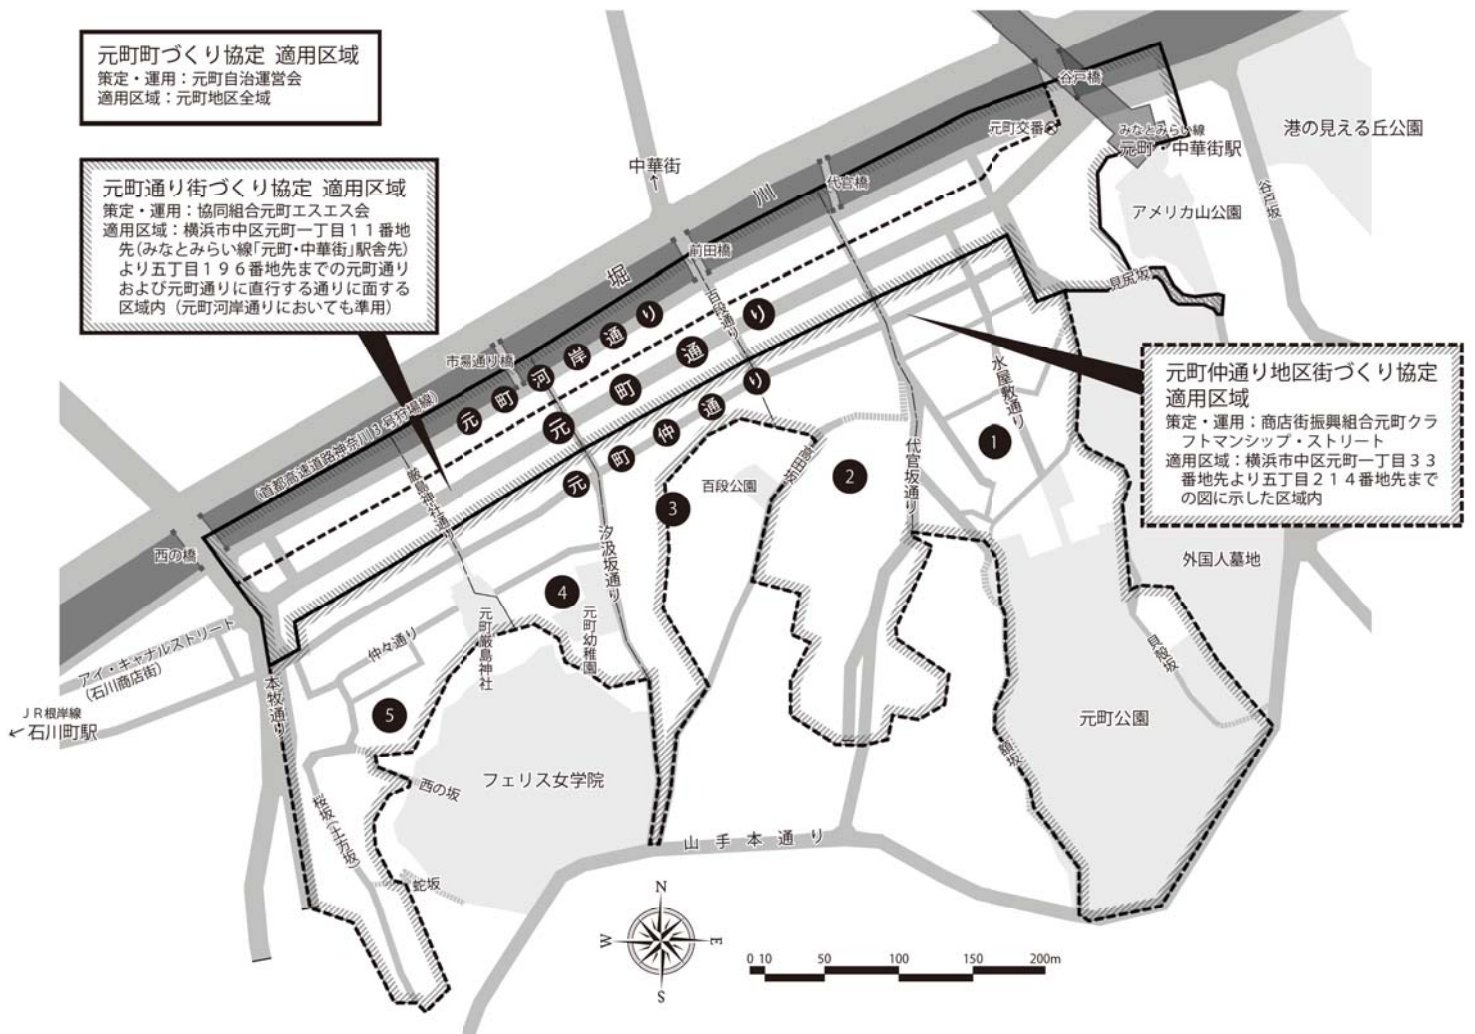 元町町づくり協定 適用区域
策定・運用：元町自治運営会
適用区域：元町地区全域
元町通り街づくり協定 適用区域
策定・運用：協同組合元町エスエス会
適用区域：横浜市中区元町一丁目１１番地
先(みなとみらい線「元町・中華街」駅舎先)
より五丁目１９６番地先までの元町通り
および元町通りに直行する通りに面する
区域内（元町河岸通りにおいても準用）
元町仲通り地区街づくり協定
適用区域
策定・運用：商店街振興組合元町クラ
フトマンシップ・ストリート
適用区域：横浜市中区元町一丁目３３
番地先より五丁目２１４番地先まで
の図に示した区域内
谷戸橋
元町交番
みなとみらい線
元町・中華街駅
港の見える丘公園
谷戸坂
アメリカ山公園
見尻坂
中華街
↑
代官橋
堀川
前田橋
百段通り
市場通り橋
元町河岸通り
元町通り
元町仲通り
(首都高速道路神奈川3号狩場線)
厳島神社通り
西の橋
水屋敷通り
代官坂通り
百段公園
高田坂
汐汲坂通り
1
2
3
4
5
外国人墓地
貝殻坂
元町公園
額坂
元町幼稚園
元町厳島神社
仲々通り
アイ・キャナルストリート
（石川商店街）
本牧通り
ＪＲ根岸線
← 石川町駅
フェリス女学院
西の坂
桜坂(土方坂)
蛇坂
山手本通り
N
W
E
S
0 10 50 100 150 200m